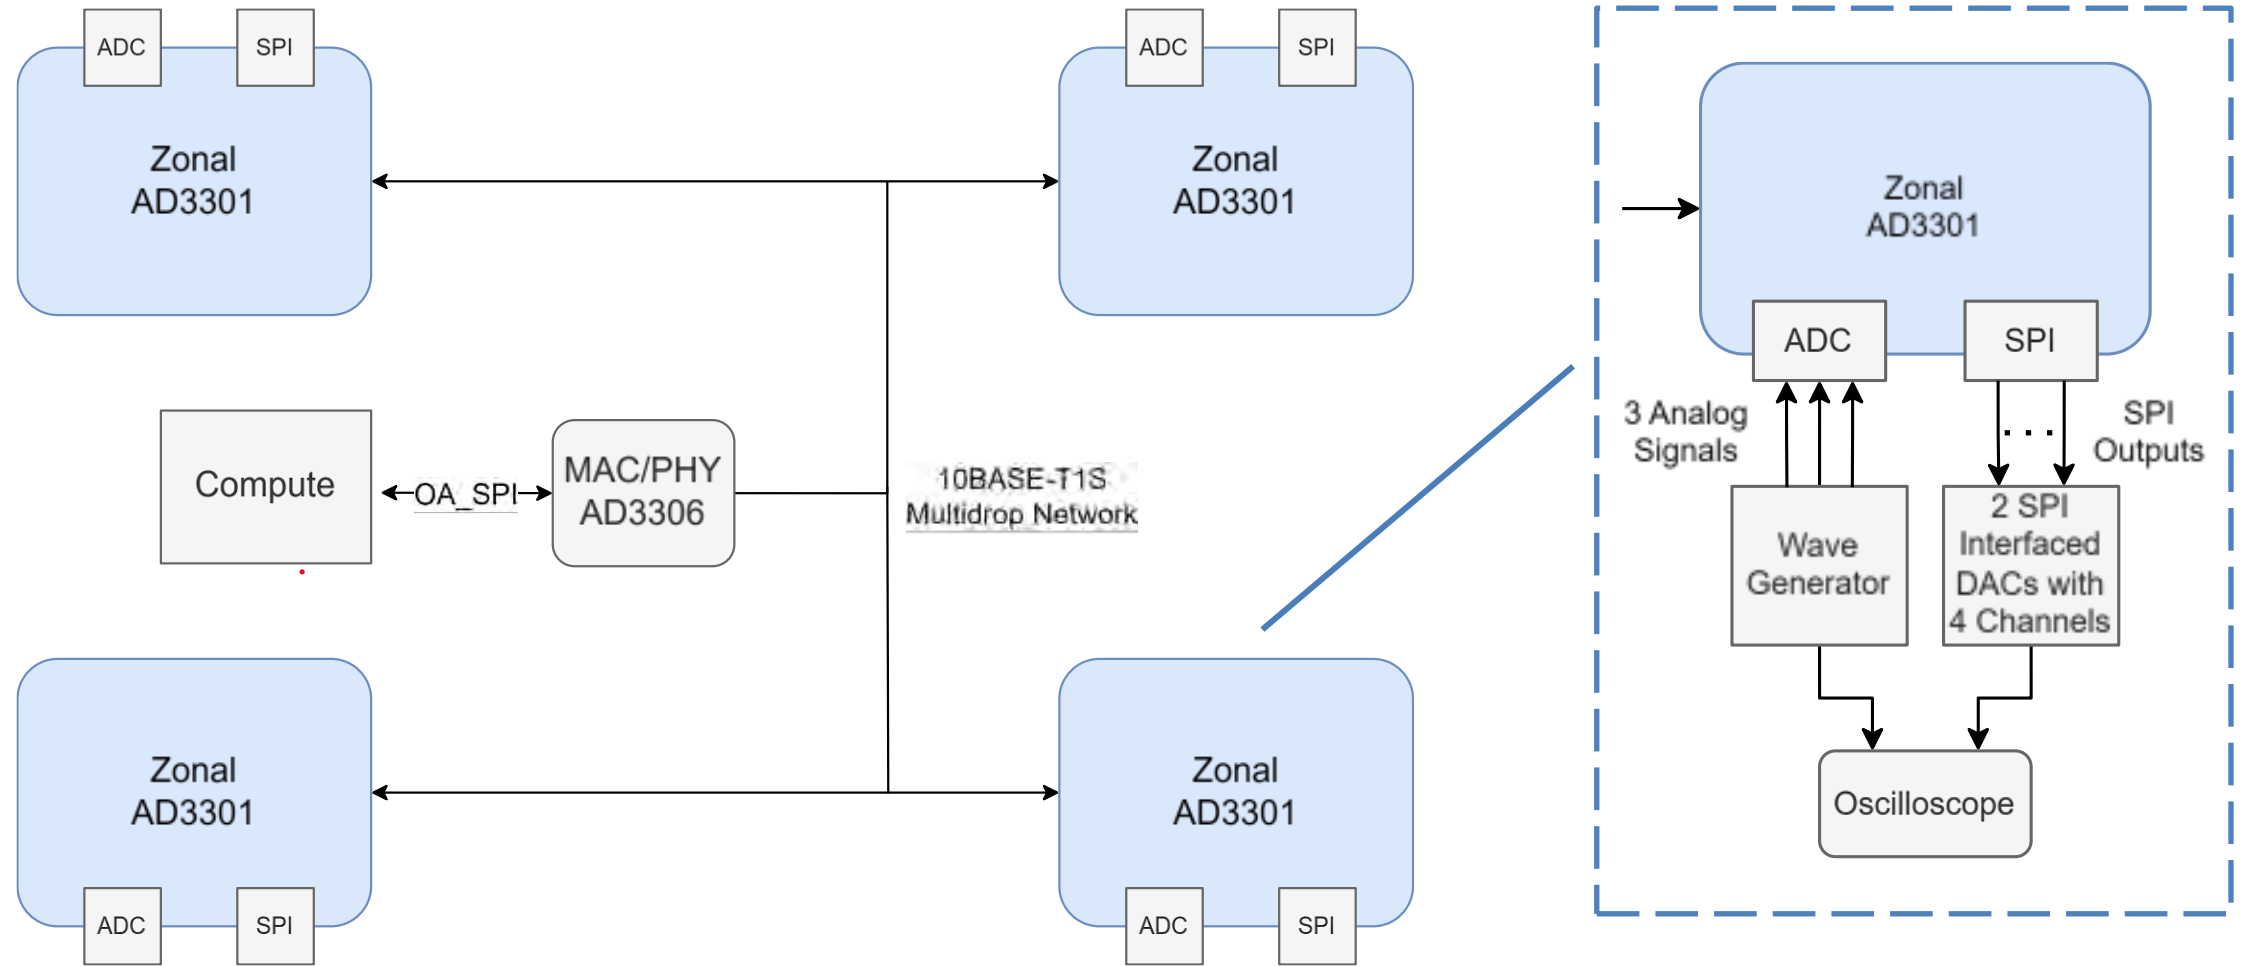 ADC
SPI
Zonal
AD3301
ADC
SPI
Zonal
AD3301
Compute
OA_SPI
MAC/PHY
AD3306
10BASE-T1S
Multidrop Network
Zonal
AD3301
ADC
SPI
Zonal
AD3301
ADC
SPI
Zonal
AD3301
ADC
SPI
3 Analog
Signals
SPI
Outputs
Wave
Generator
2 SPI
Interfaced
DACs with
4 Channels
Oscilloscope